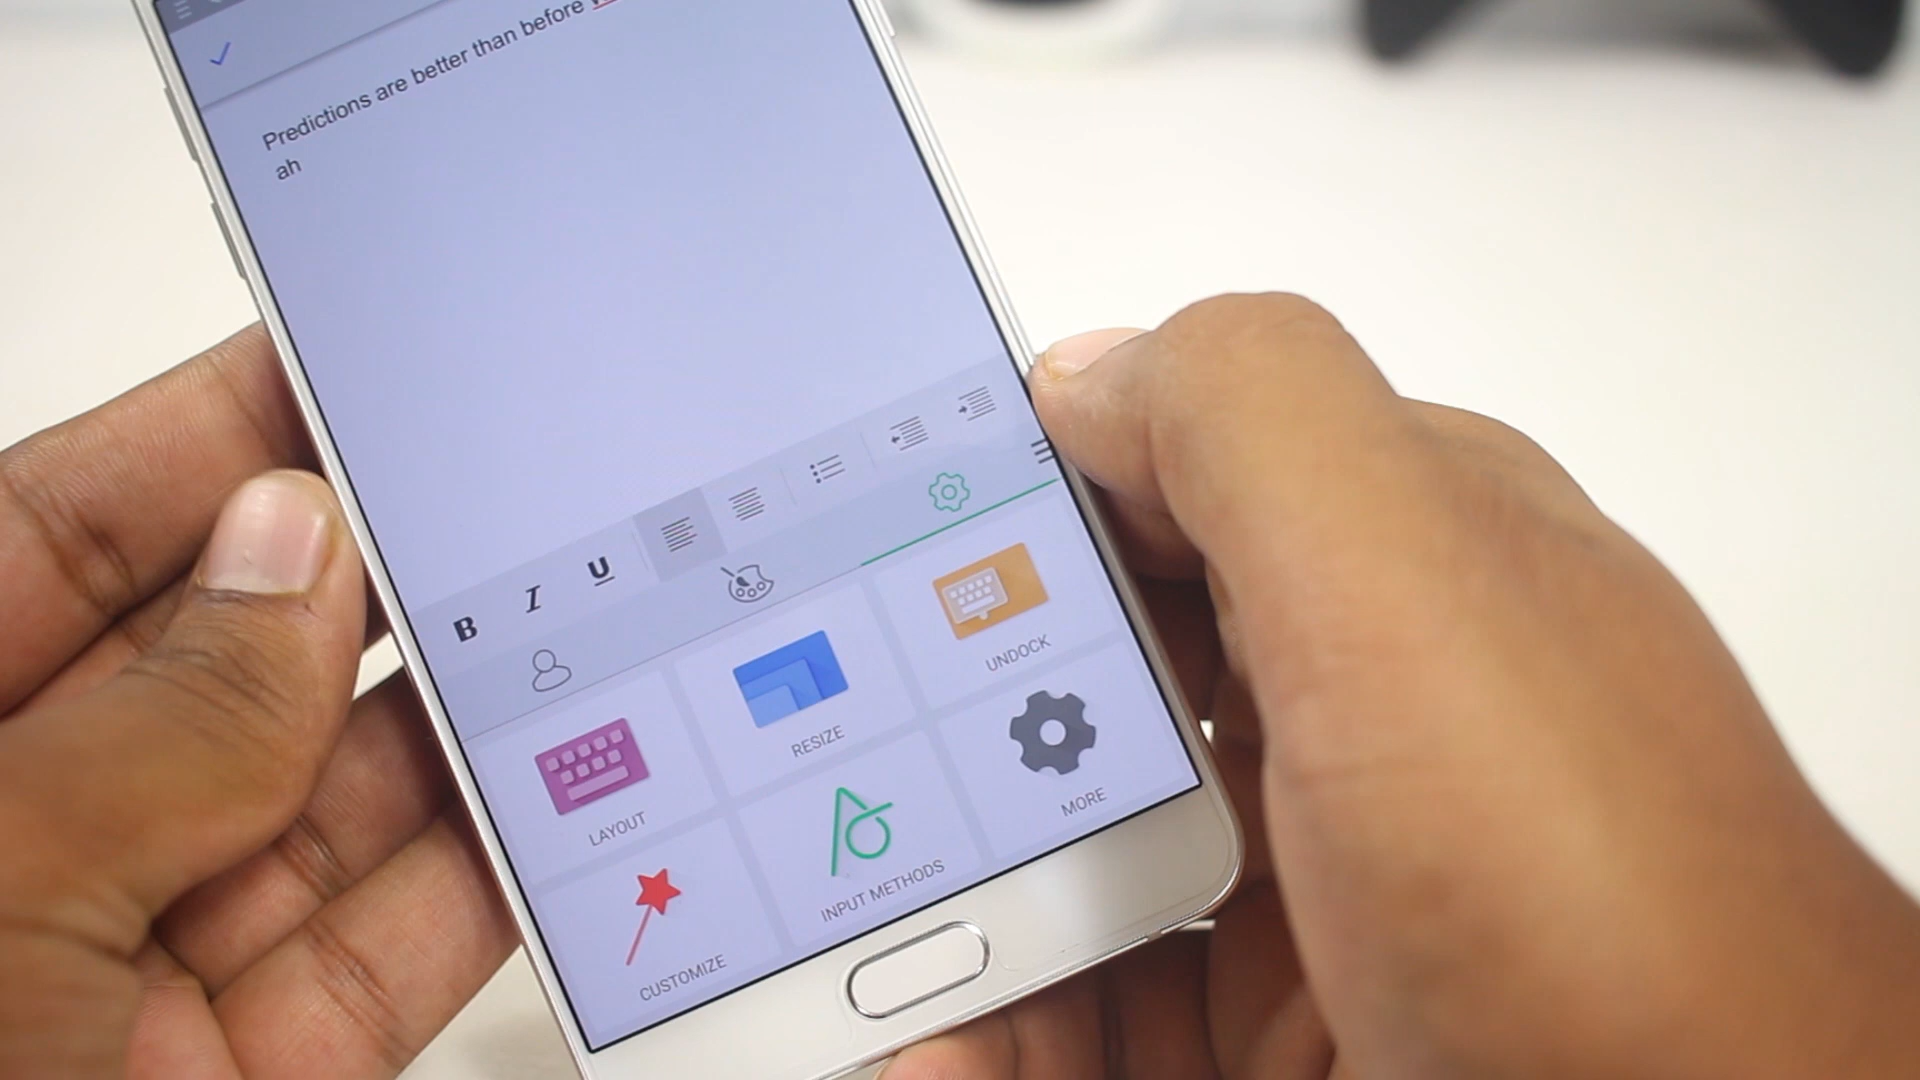 Predictions are better than before
ah
B I U
UNDOCK
RESIZE
LAYOUT
MORE
INPUT METHODS
CUSTOMIZE